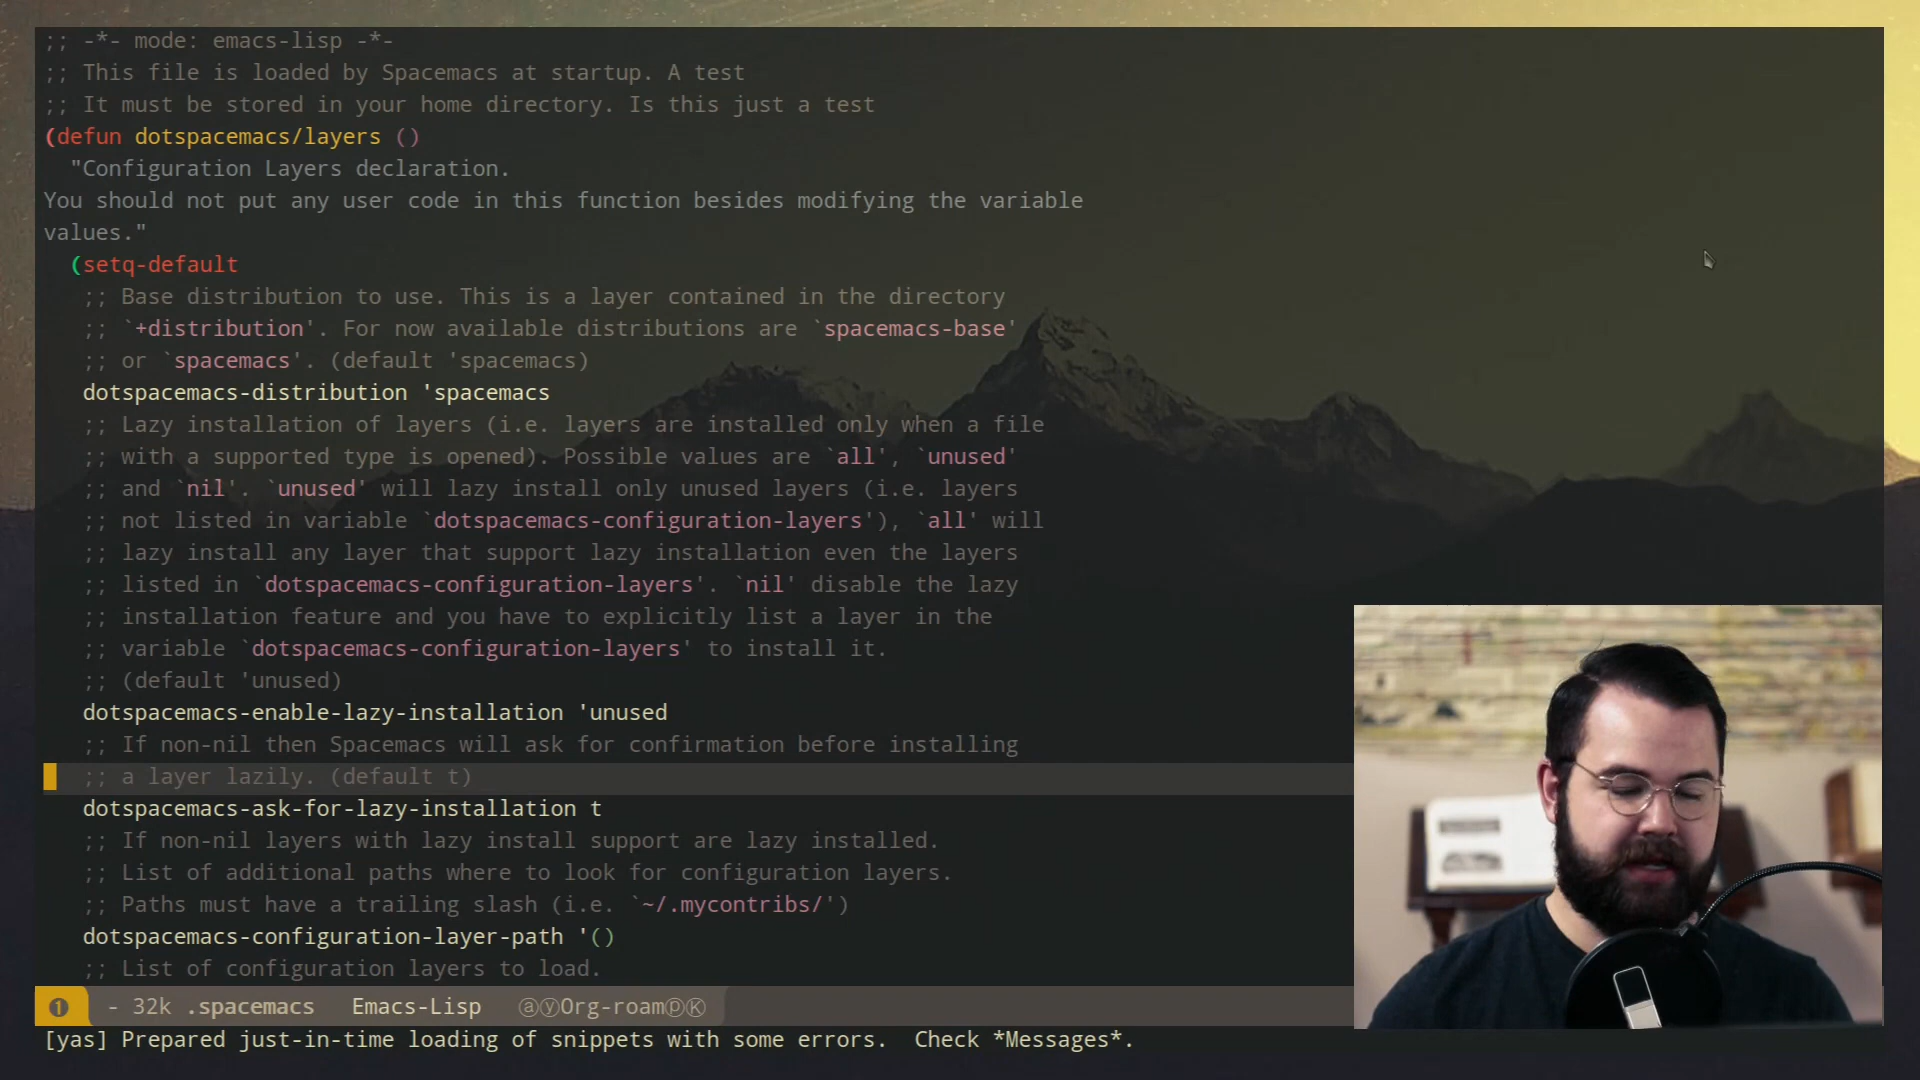 ;; -*- mode: emacs-lisp -*-
;; This file is loaded by Spacemacs at startup. A test
;; It must be stored in your home directory. Is this just a test
(defun dotspacemacs/layers ()
  "Configuration Layers declaration.
You should not put any user code in this function besides modifying the variable
values."
  (setq-default
   ;; Base distribution to use. This is a layer contained in the directory
   ;; `+distribution'. For now available distributions are `spacemacs-base'
   ;; or `spacemacs'. (default 'spacemacs)
   dotspacemacs-distribution 'spacemacs
   ;; Lazy installation of layers (i.e. layers are installed only when a file
   ;; with a supported type is opened). Possible values are `all', `unused'
   ;; and `nil'. `unused' will lazy install only unused layers (i.e. layers
   ;; not listed in variable `dotspacemacs-configuration-layers'), `all' will
   ;; lazy install any layer that support lazy installation even the layers
   ;; listed in `dotspacemacs-configuration-layers'. `nil' disable the lazy
   ;; installation feature and you have to explicitly list a layer in the
   ;; variable `dotspacemacs-configuration-layers' to install it.
   ;; (default 'unused)
   dotspacemacs-enable-lazy-installation 'unused
   ;; If non-nil then Spacemacs will ask for confirmation before installing
   ;; a layer lazily. (default t)
   dotspacemacs-ask-for-lazy-installation t
   ;; If non-nil layers with lazy install support are lazy installed.
   ;; List of additional paths where to look for configuration layers.
   ;; Paths must have a trailing slash (i.e. `~/.mycontribs/')
   dotspacemacs-configuration-layer-path '()
   ;; List of configuration layers to load.
❶ - 32k .spacemacs Emacs-Lisp ⓐⓨOrg-roamⓟⓀ
[yas] Prepared just-in-time loading of snippets with some errors.  Check *Messages*.